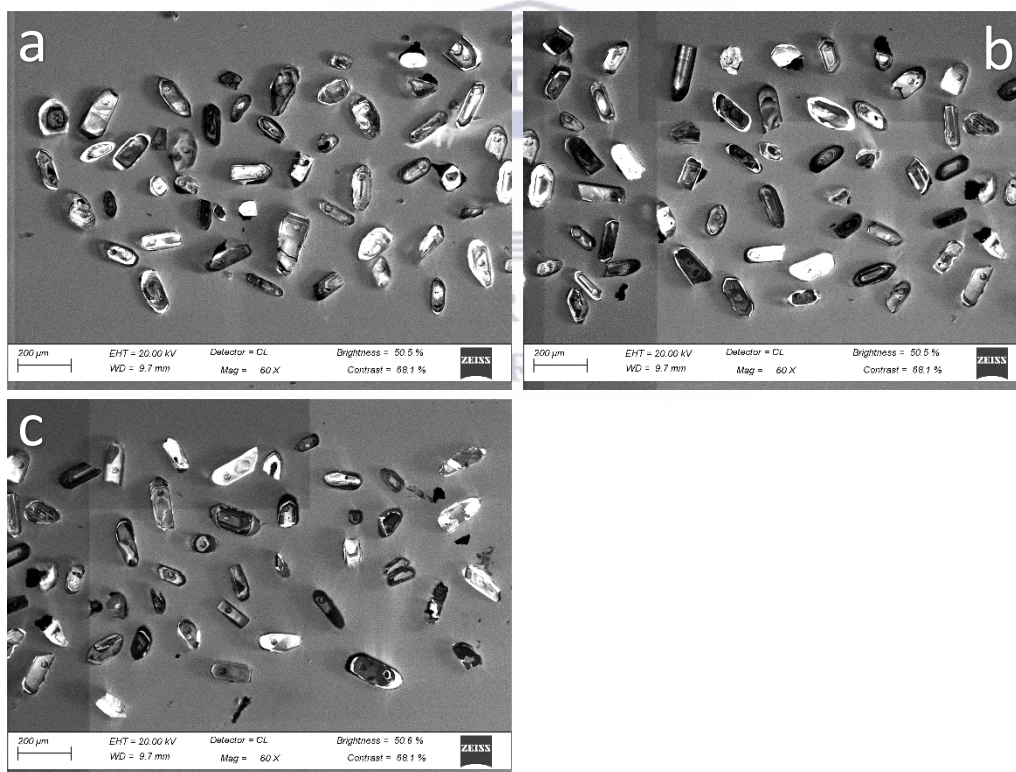 a
200 µm
EHT = 20.00 kV
Detector = CL
Brightness = 50.5 %
WD = 9.7 mm
Mag = 60 X
Contrast = 68.1 %
ZEISS
b
200 µm
EHT = 20.00 kV
Detector = CL
Brightness = 50.5 %
WD = 9.7 mm
Mag = 60 X
Contrast = 68.1 %
ZEISS
c
200 µm
EHT = 20.00 kV
Detector = CL
Brightness = 50.6 %
WD = 9.7 mm
Mag = 60 X
Contrast = 68.1 %
ZEISS